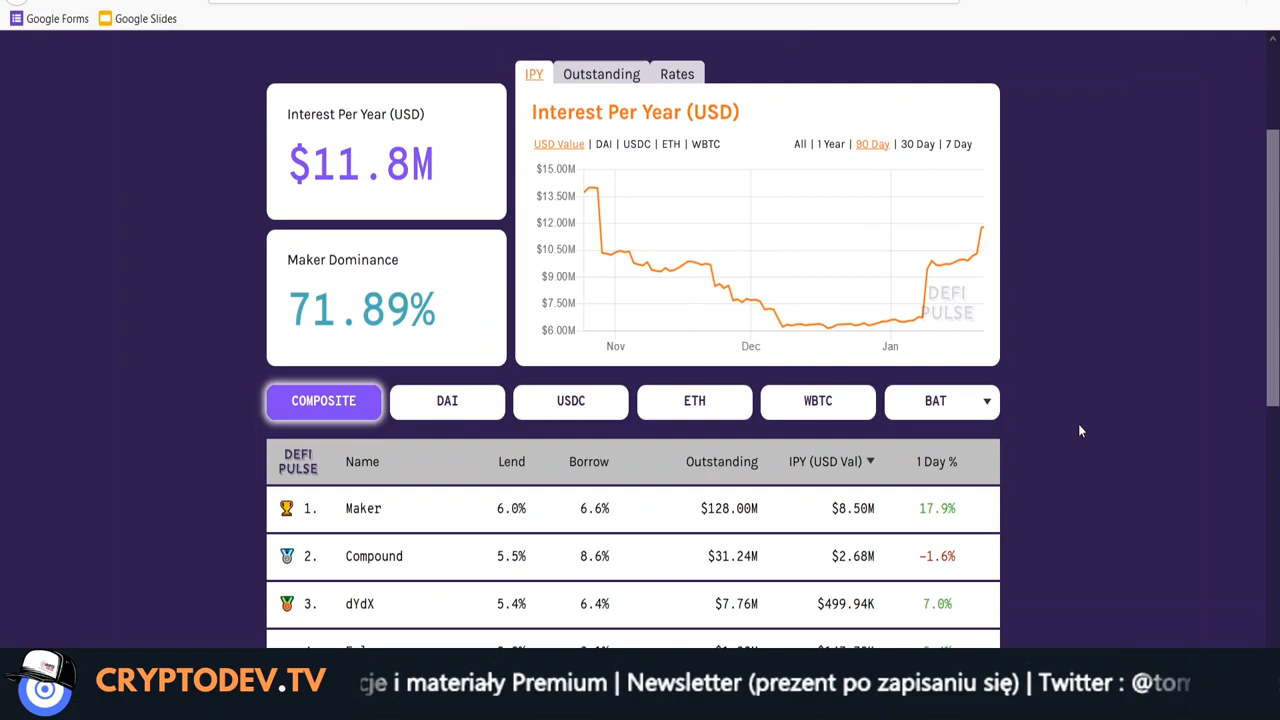 Google Forms Google Slides
IPY Outstanding Rates
Interest Per Year (USD)
$11.8M
Maker Dominance
71.89%
Interest Per Year (USD)
USD Value | DAI | USDC | ETH | WBTC All | 1 Year | 90 Day | 30 Day | 7 Day
$15.00M
$13.50M
$12.00M
$10.50M
$9.00M
$7.50M
$6.00M
Nov Dec Jan
DEFI
PULSE
COMPOSITE DAI USDC ETH WBTC BAT
DEFI
PULSE
Name Lend Borrow Outstanding IPY (USD Val) 1 Day %
1. Maker 6.0% 6.6% $128.00M $8.50M 17.9%
2. Compound 5.5% 8.6% $31.24M $2.68M -1.6%
3. dYdX 5.4% 6.4% $7.76M $499.94K 7.0%
CRYPTODEV.TV
cje i materiały Premium | Newsletter (prezent po zapisaniu się) | Twitter : @tom